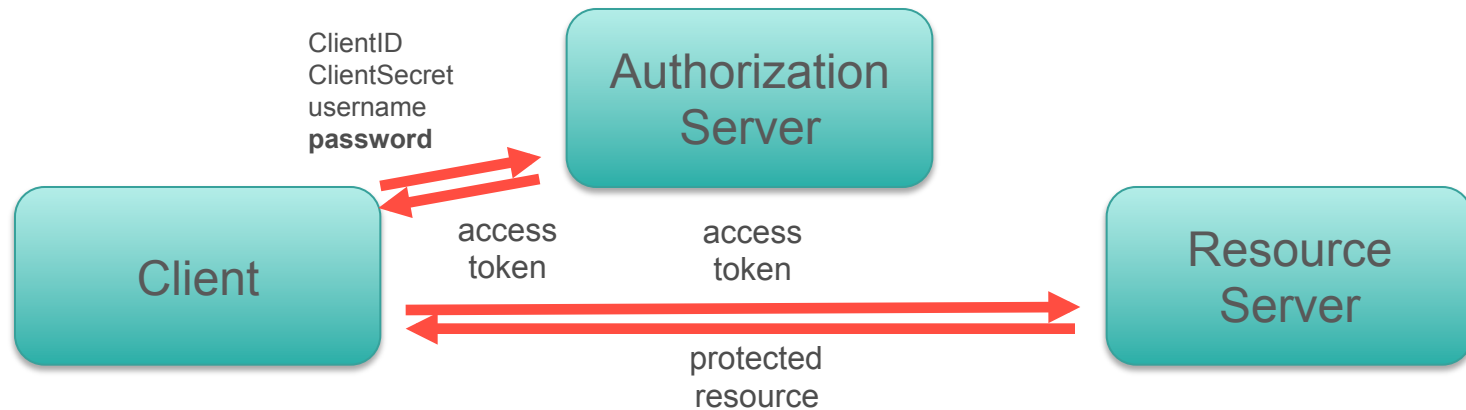 ClientID
ClientSecret
username
password
Authorization
Server
Client
access
token
access
token
Resource
Server
protected
resource